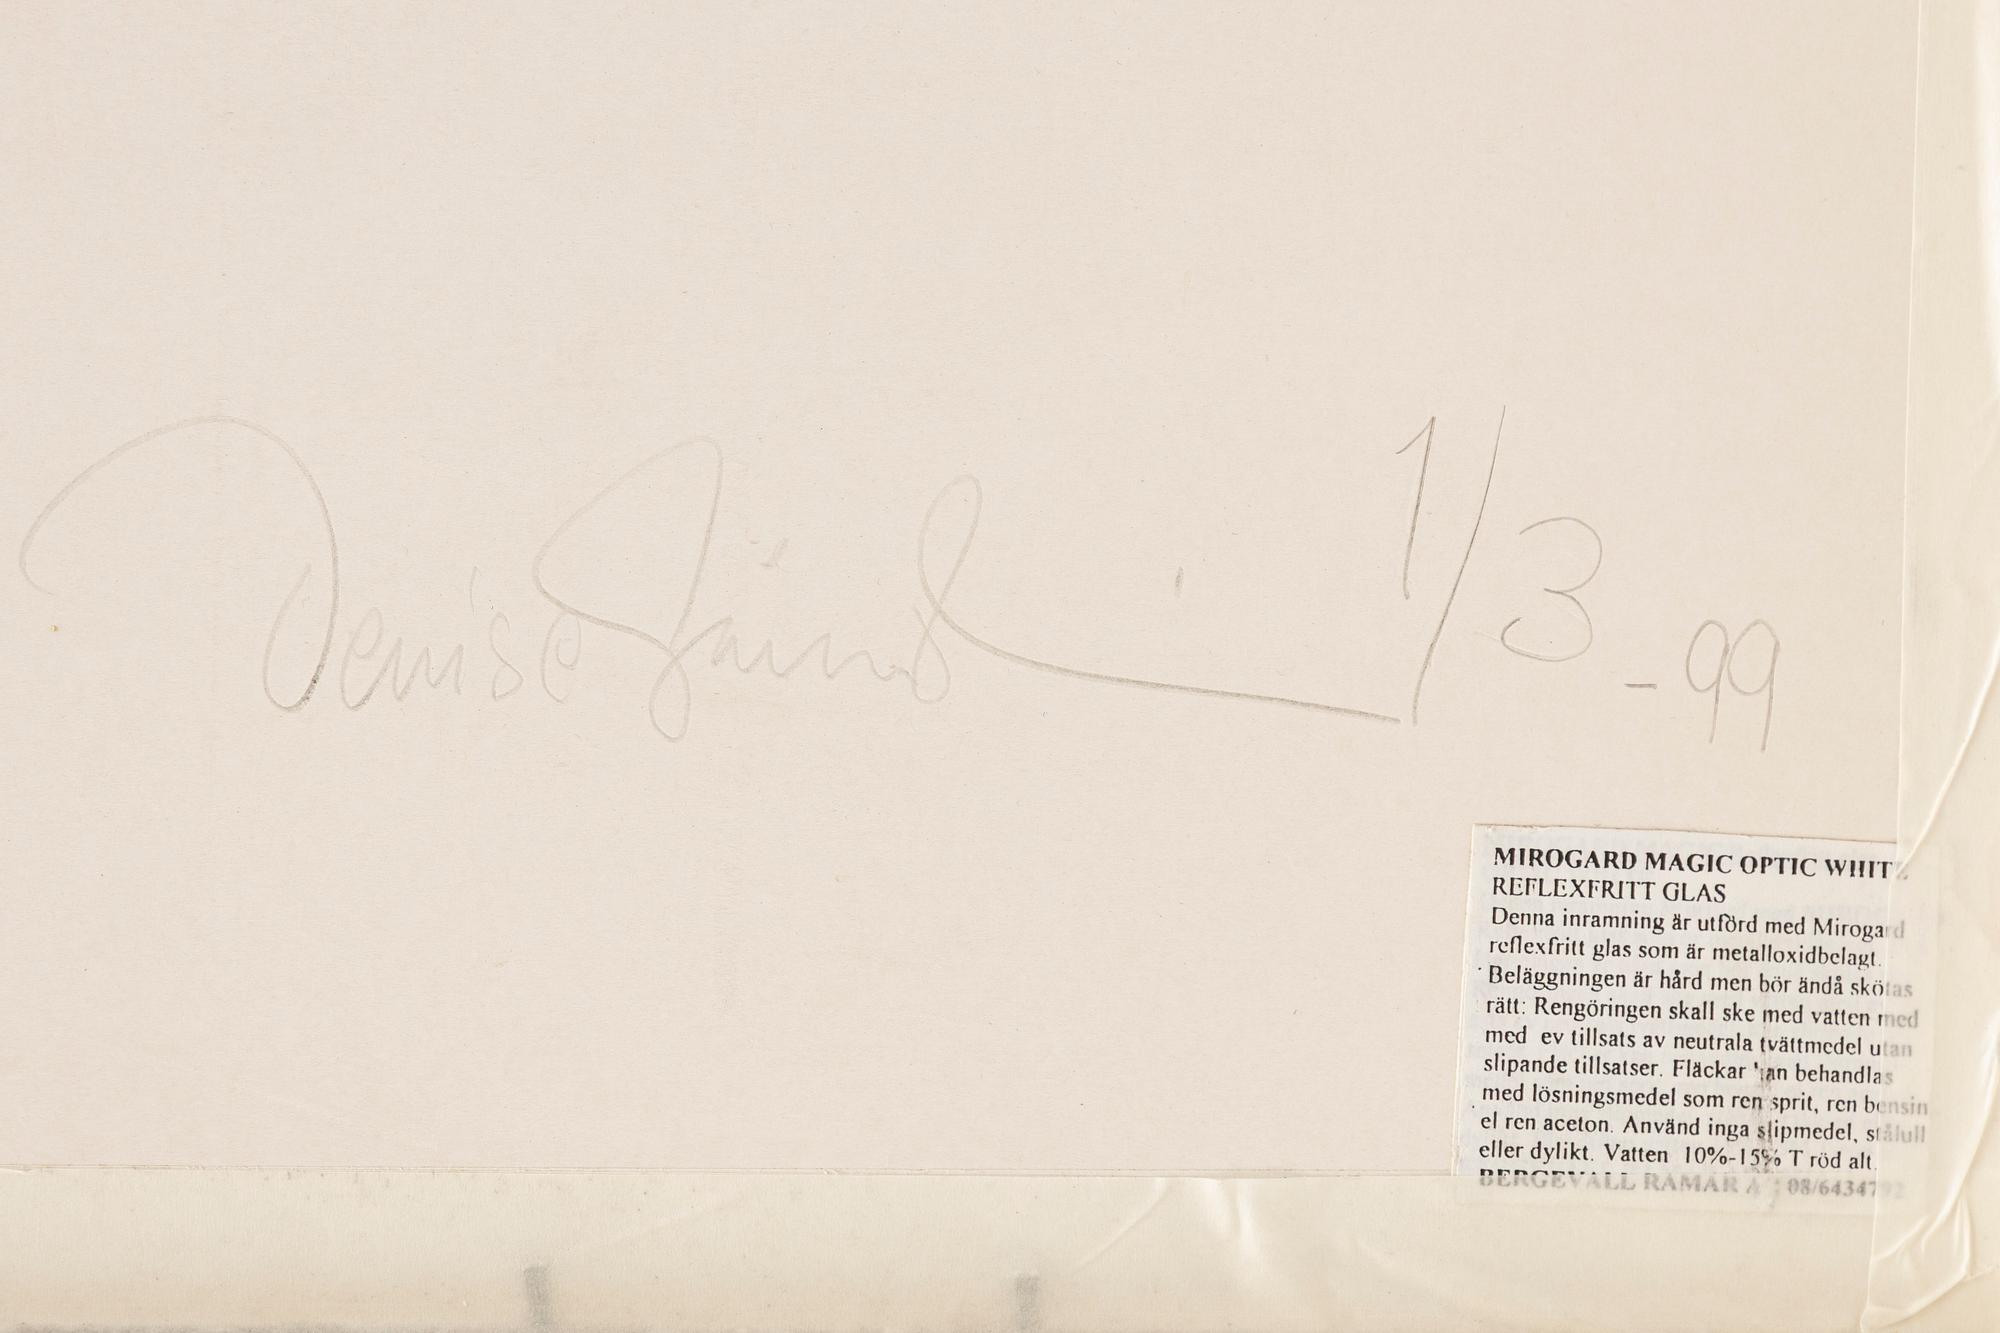 Denise 1/3 - 99
MIROGARD MAGIC OPTIC WHITE
REFLEXFRITT GLAS
Denna inramning är utförd med Mirogard
reflexfritt glas som är metalloxidbelagt.
Beläggningen är hård men bör ändå skötas
rätt: Rengöringen skall ske med vatten med
med ev tillsats av neutrala tvättmedel utan
slipande tillsatser. Fläckar kan behandlas
med lösningsmedel som ren sprit, ren bensin
el ren aceton. Använd inga slipmedel, stålull
eller dylikt. Vatten 10%-15% T röd alt.
BERGEVALL RAMAR A 08/6434792